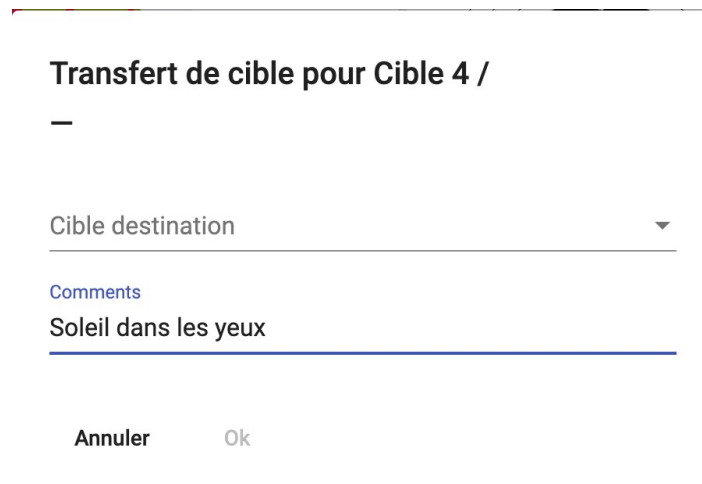 Transfert de cible pour Cible 4 /
–
Cible destination
Comments
Soleil dans les yeux
Annuler Ok